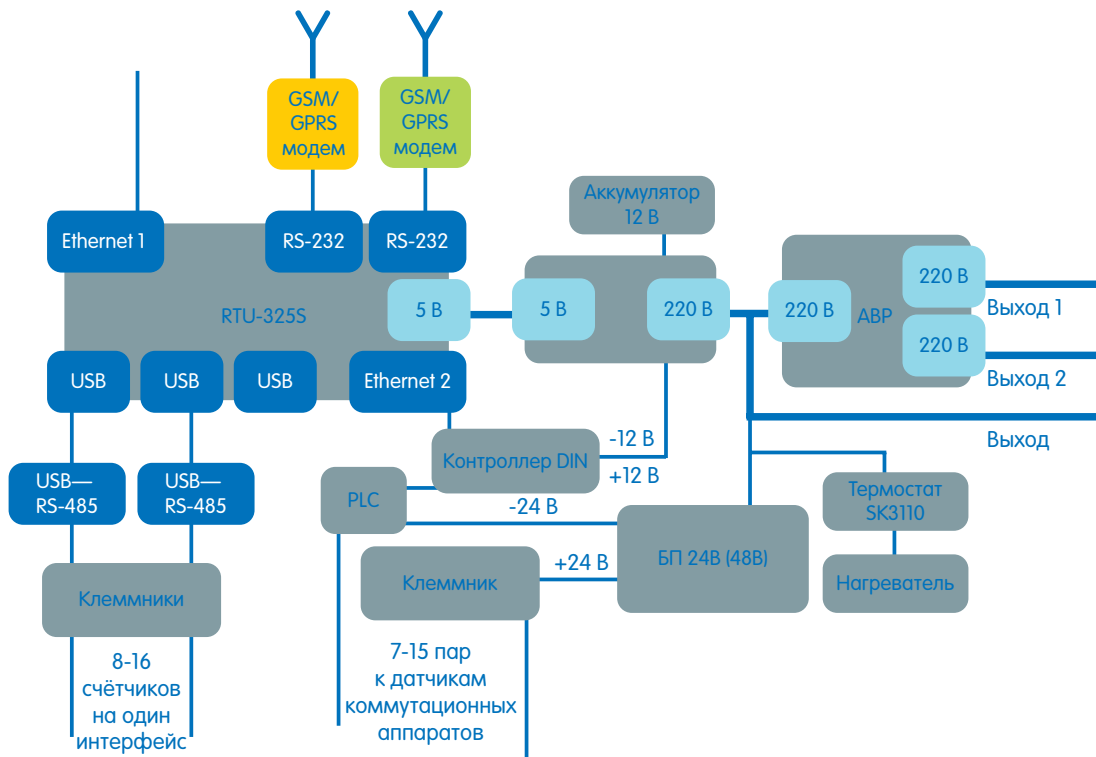 GSM/
GPRS
модем
GSM/
GPRS
модем
Аккумулятор
12 В
Ethernet 1
RS-232
RS-232
5 В
5 В
220 В
220 В
АВР
220 В
220 В
Выход 1
Выход 2
Выход
RTU-325S
USB
USB
USB
Ethernet 2
-12 В
+12 В
Контроллер DIN
USB—
RS-485
USB—
RS-485
PLC
-24 В
Термостат
SK3110
БП 24В (48В)
+24 В
Клеммник
Нагреватель
Клеммники
8-16
счётчиков
на один
интерфейс
7-15 пар
к датчикам
коммутационных
аппаратов